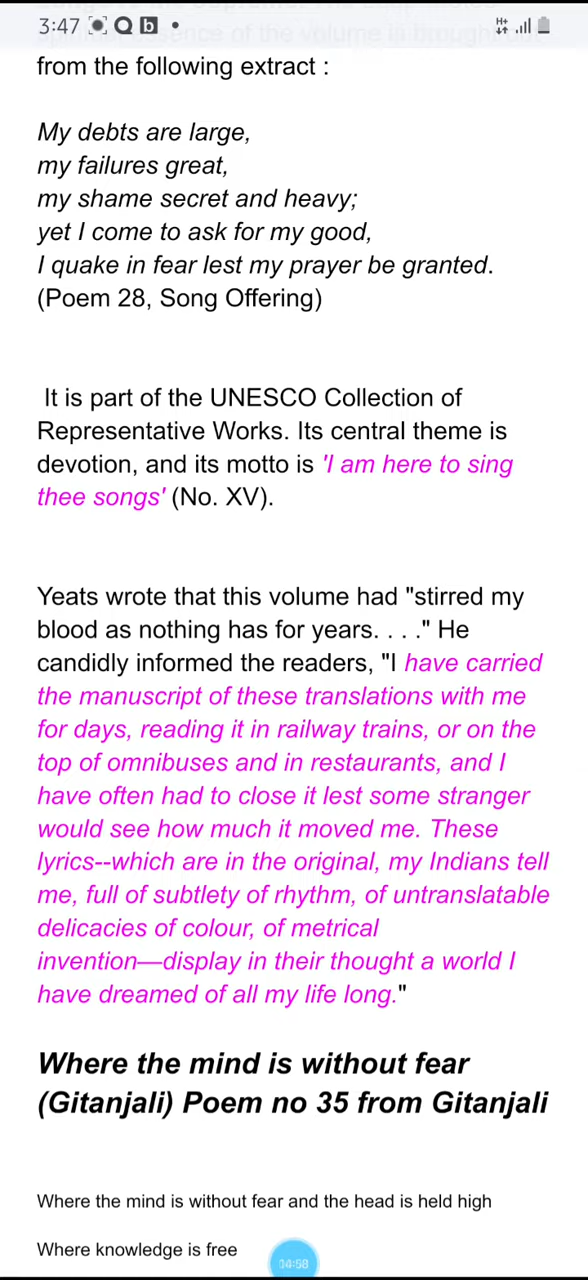 3:47
from the following extract :
My debts are large,
my failures great,
my shame secret and heavy;
yet I come to ask for my good,
I quake in fear lest my prayer be granted.
(Poem 28, Song Offering)
It is part of the UNESCO Collection of
Representative Works. Its central theme is
devotion, and its motto is 'I am here to sing
thee songs' (No. XV).
Yeats wrote that this volume had "stirred my
blood as nothing has for years. . . ." He
candidly informed the readers, "I have carried
the manuscript of these translations with me
for days, reading it in railway trains, or on the
top of omnibuses and in restaurants, and I
have often had to close it lest some stranger
would see how much it moved me. These
lyrics--which are in the original, my Indians tell
me, full of subtlety of rhythm, of untranslatable
delicacies of colour, of metrical
invention—display in their thought a world I
have dreamed of all my life long."
Where the mind is without fear
(Gitanjali) Poem no 35 from Gitanjali
Where the mind is without fear and the head is held high
Where knowledge is free
04:58